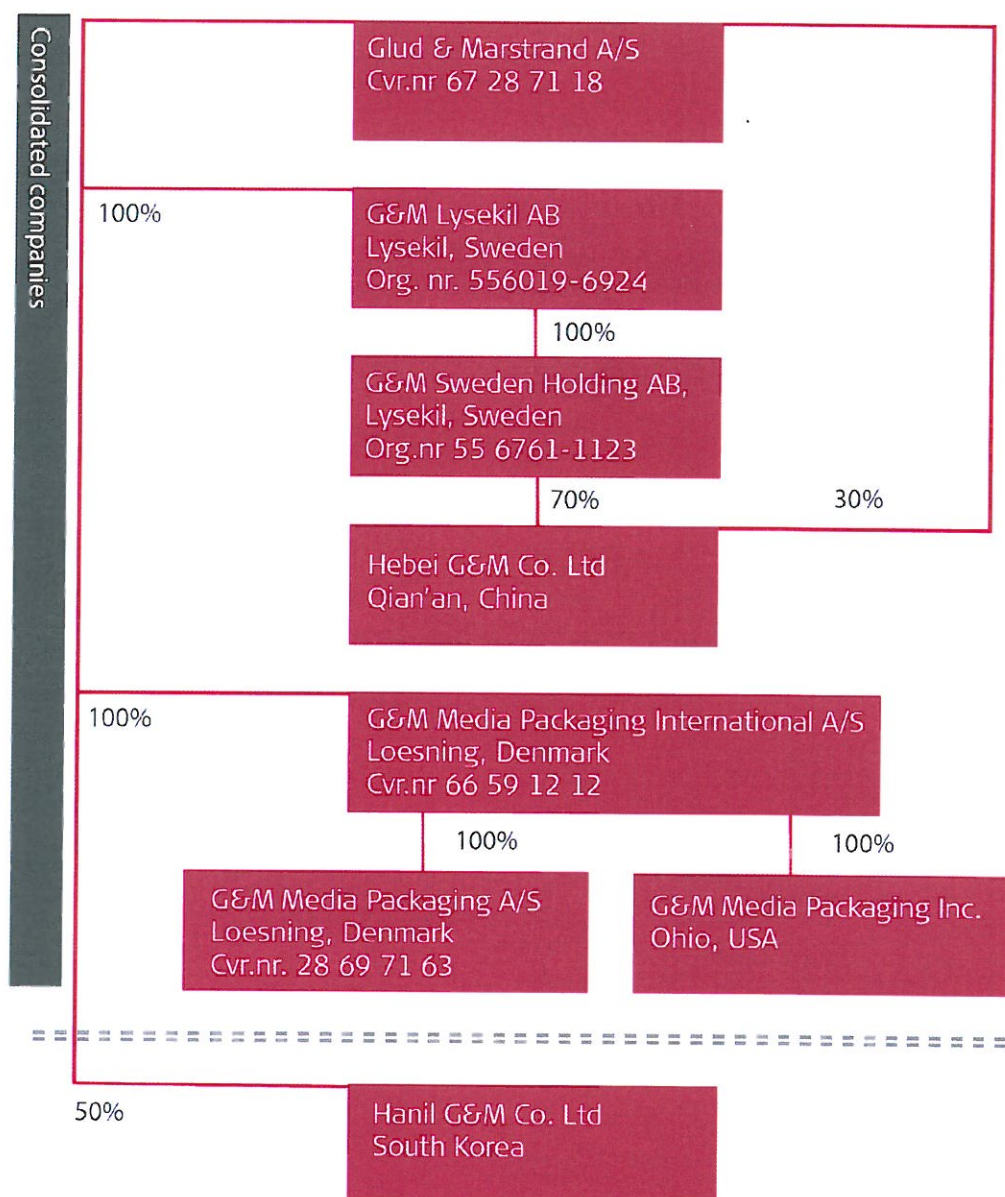 Consolidated companies
Glud & Marstrand A/S
Cvr.nr 67 28 71 18
100%
G&M Lysekil AB
Lysekil, Sweden
Org. nr. 556019-6924
100%
G&M Sweden Holding AB,
Lysekil, Sweden
Org.nr 55 6761-1123
70%
30%
Hebei G&M Co. Ltd
Qian'an, China
100%
G&M Media Packaging International A/S
Loesning, Denmark
Cvr.nr 66 59 12 12
100%
100%
G&M Media Packaging A/S
Loesning, Denmark
Cvr.nr. 28 69 71 63
G&M Media Packaging Inc.
Ohio, USA
50%
Hanil G&M Co. Ltd
South Korea